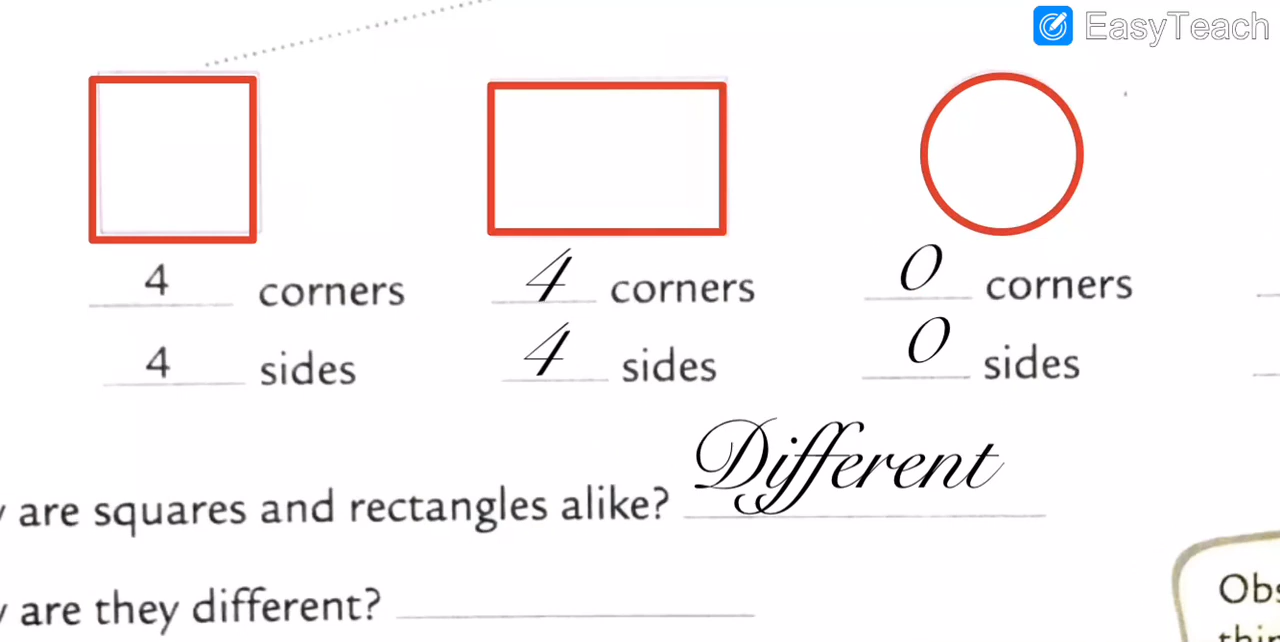 EasyTeach
4 corners 4 corners 0 corners
4 sides 4 sides 0 sides
are squares and rectangles alike? Different
are they different?